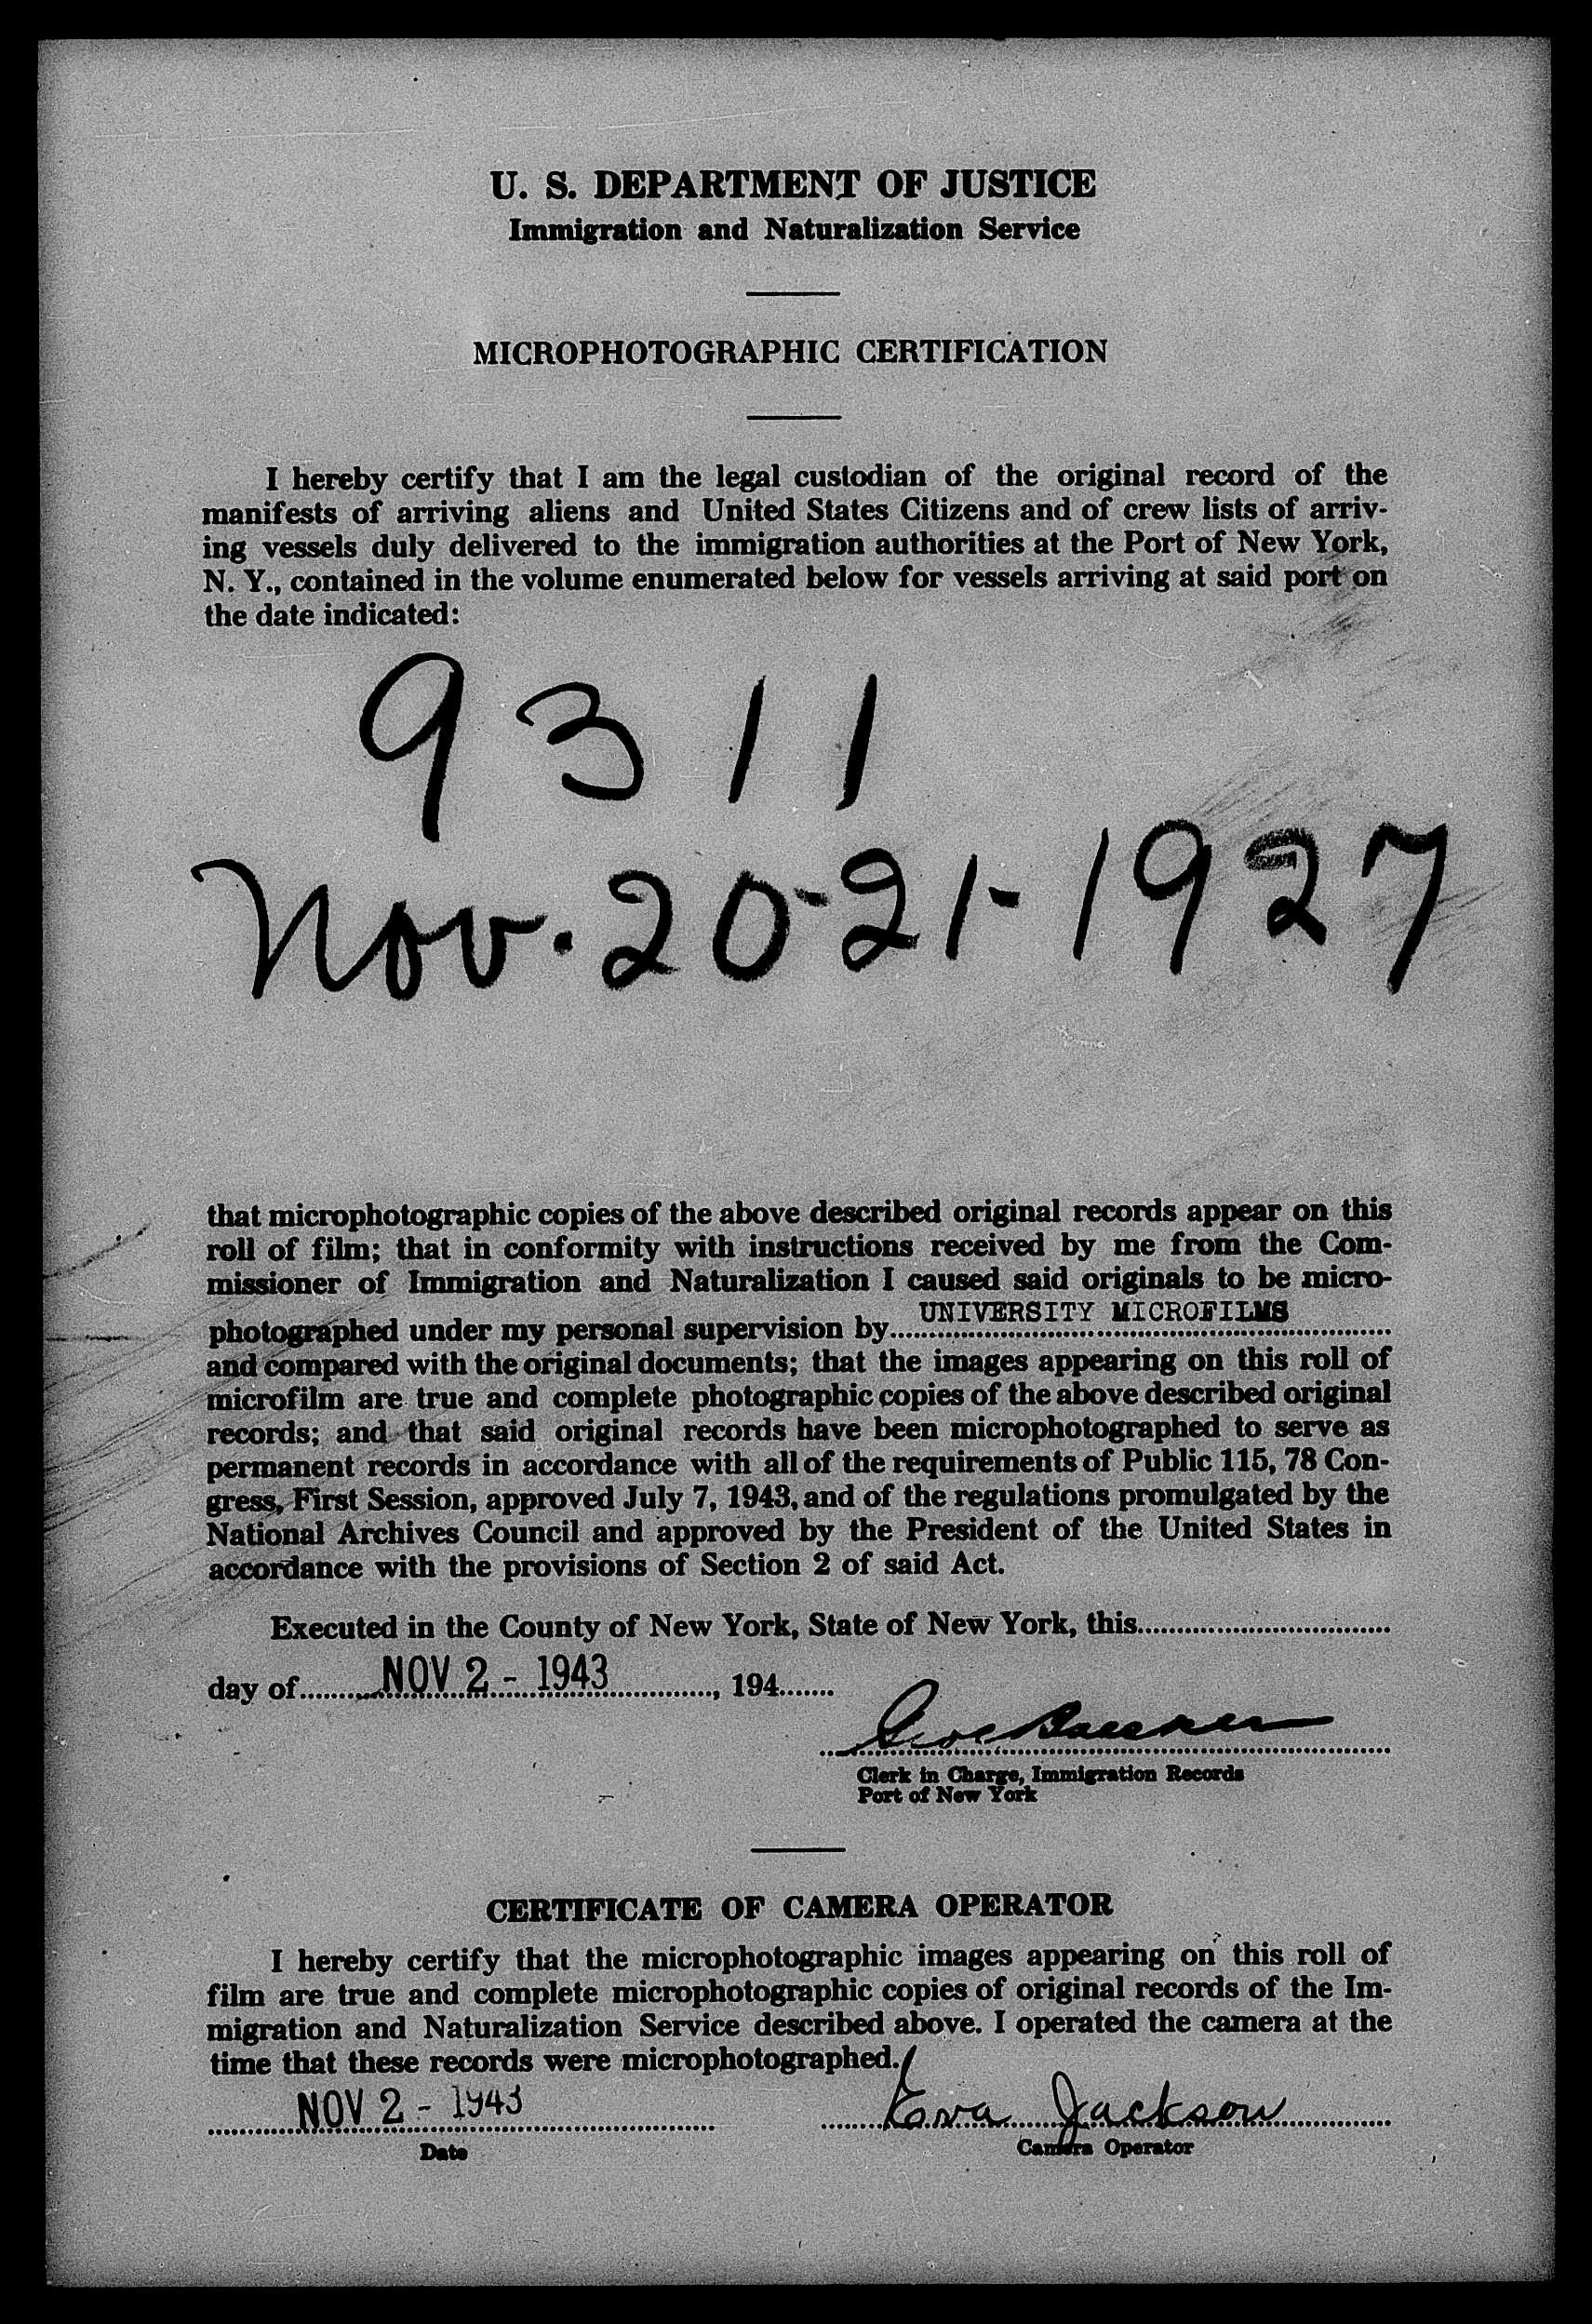 U. S. DEPARTMENT OF JUSTICE
Immigration and Naturalization Service
MICROPHOTOGRAPHIC CERTIFICATION
I hereby certify that I am the legal custodian of the original record of the
manifests of arriving aliens and United States Citizens and of crew lists of arriv-
ing vessels duly delivered to the immigration authorities at the Port of New York,
N. Y., contained in the volume enumerated below for vessels arriving at said port on
the date indicated:
9311
Nov. 20-21-1927
that microphotographic copies of the above described original records appear on this
roll of film; that in conformity with instructions received by me from the Com-
missioner of Immigration and Naturalization I caused said originals to be micro-
photographed under my personal supervision by UNIVERSITY MICROFILMS
and compared with the original documents; that the images appearing on this roll of
microfilm are true and complete photographic copies of the above described original
records; and that said original records have been microphotographed to serve as
permanent records in accordance with all of the requirements of Public 115, 78 Con-
gress, First Session, approved July 7, 1943, and of the regulations promulgated by the
National Archives Council and approved by the President of the United States in
accordance with the provisions of Section 2 of said Act.
Executed in the County of New York, State of New York, this
day of NOV 2 - 1943, 194
Clerk in Charge, Immigration Records
Port of New York
CERTIFICATE OF CAMERA OPERATOR
I hereby certify that the microphotographic images appearing on this roll of
film are true and complete microphotographic copies of original records of the Im-
migration and Naturalization Service described above. I operated the camera at the
time that these records were microphotographed.
NOV 2 - 1943 Eva Jackson
Date Camera Operator